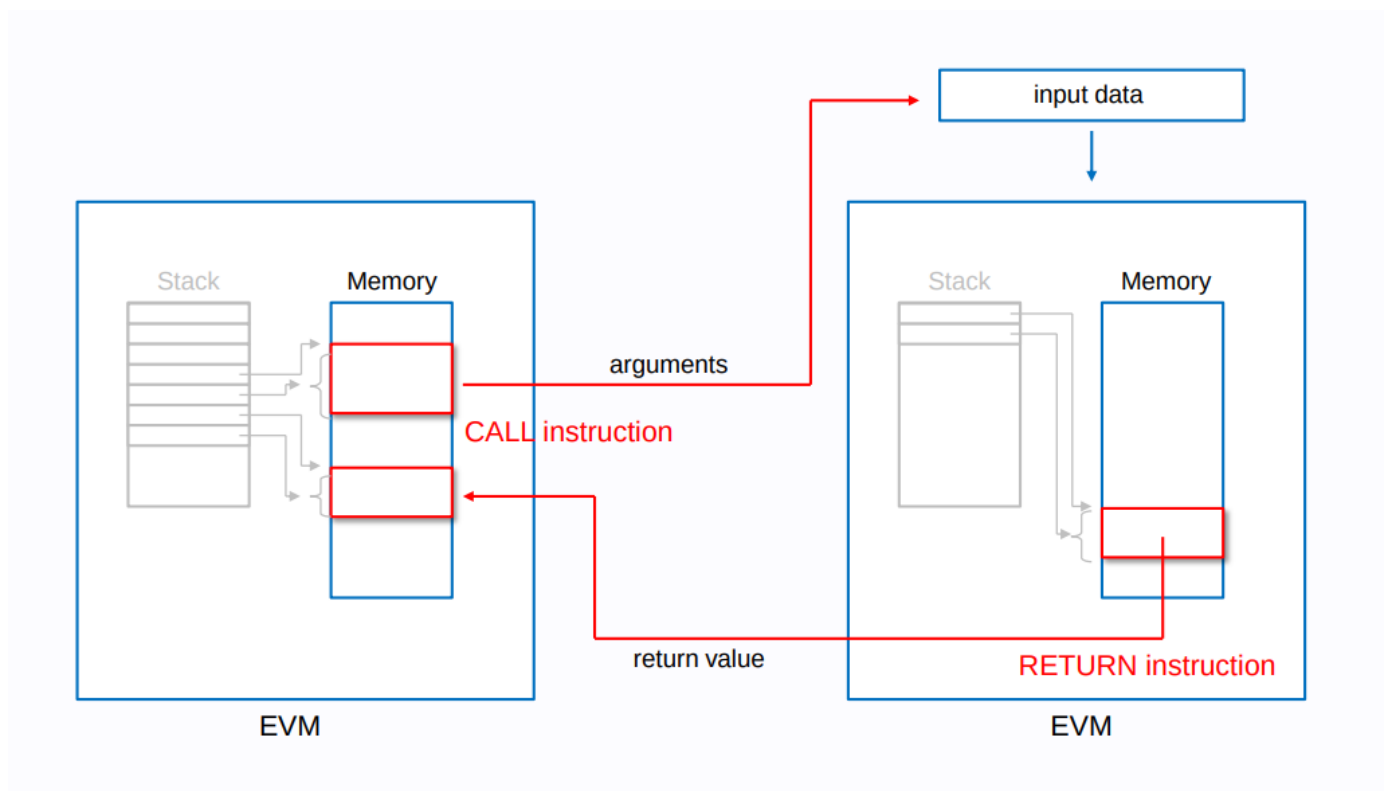 input data
Stack
Memory
Stack
Memory
arguments
CALL instruction
return value
RETURN instruction
EVM
EVM